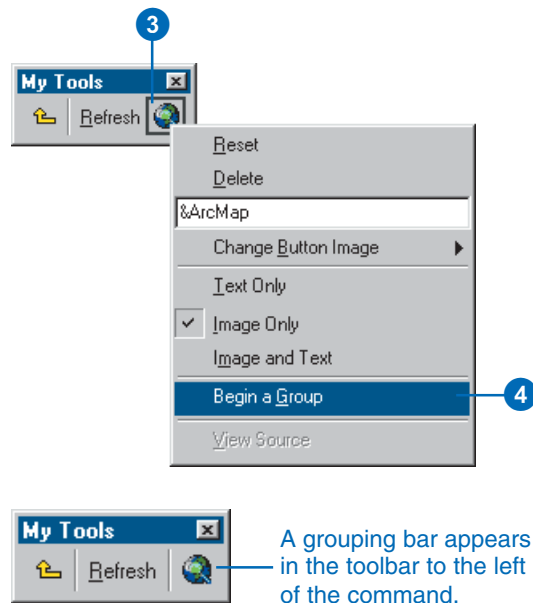 3
My Tools
Refresh
Reset
Delete
&ArcMap
Change Button Image
Text Only
Image Only
Image and Text
Begin a Group
4
View Source
My Tools
Refresh
A grouping bar appears
in the toolbar to the left
of the command.